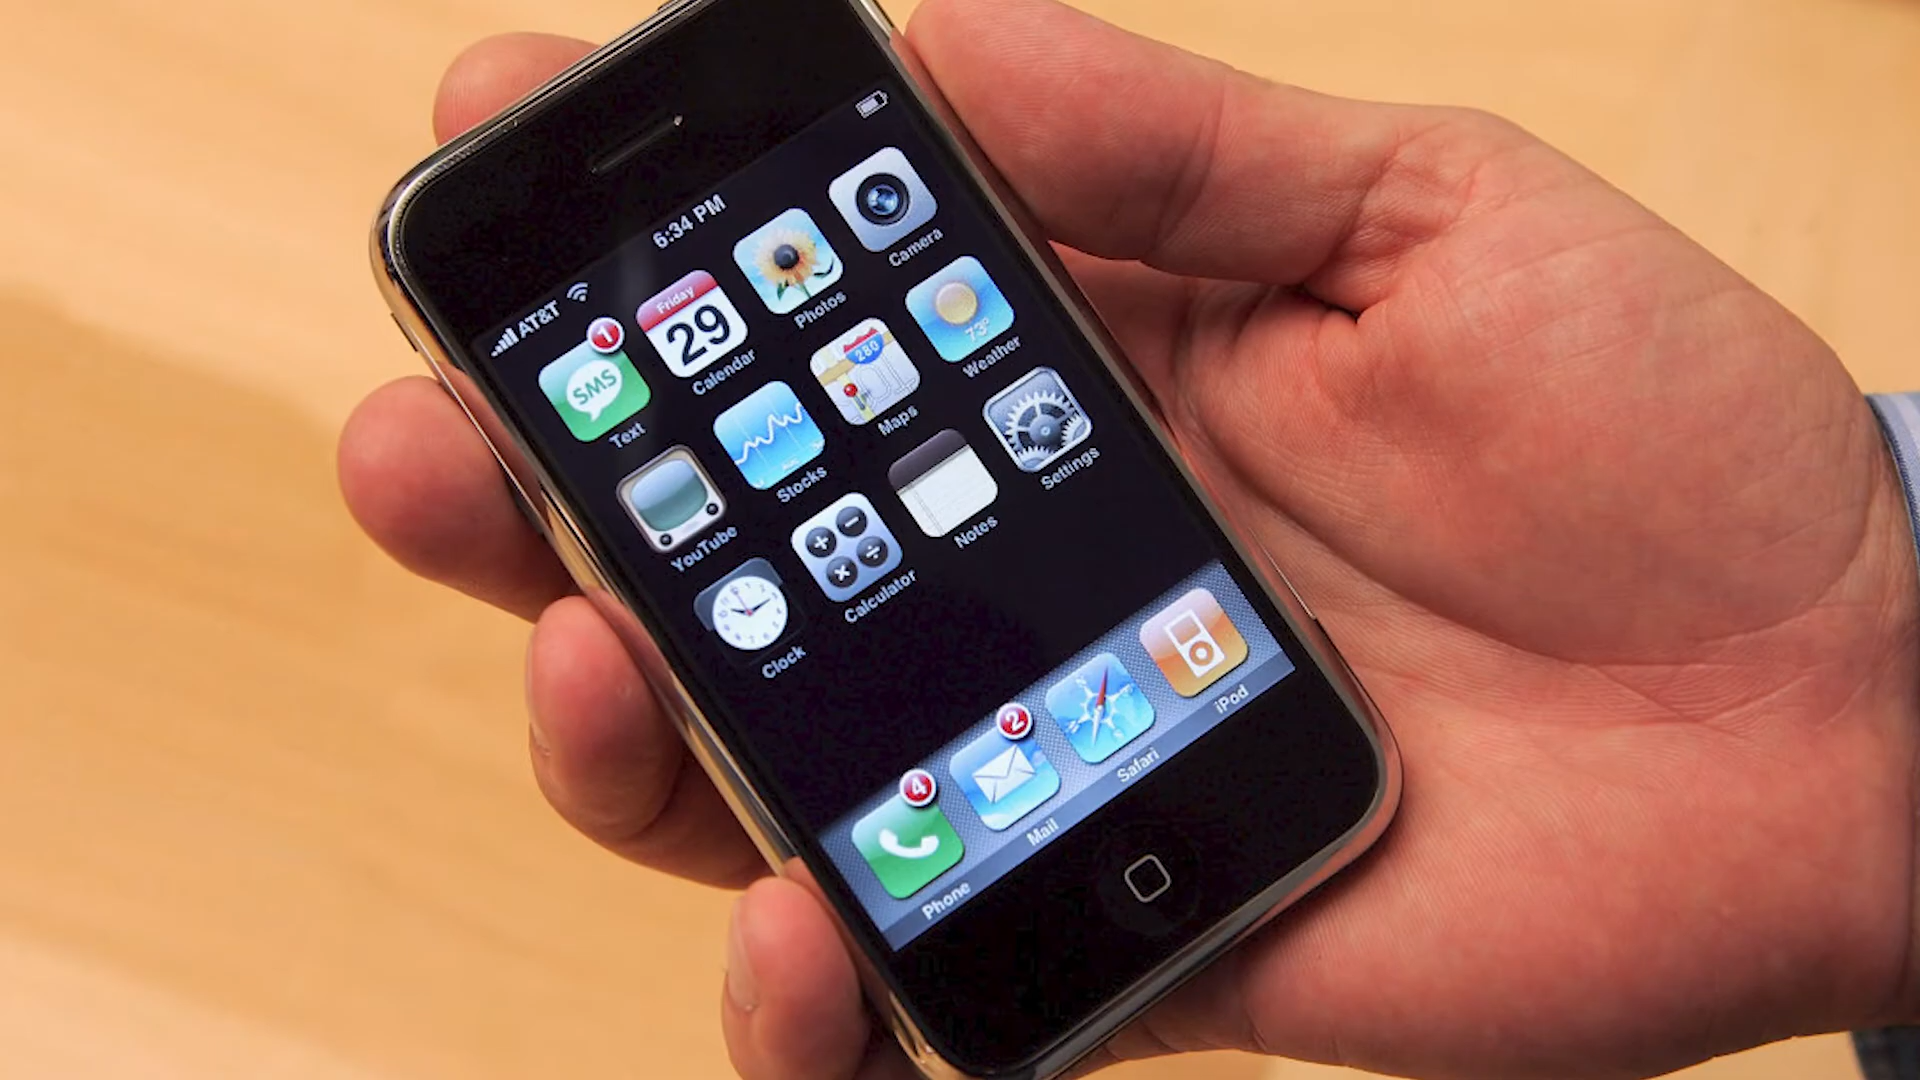 AT&T
6:34 PM
1
SMS
Text
Friday
29
Calendar
Photos
Camera
YouTube
Stocks
280
Maps
73°
Weather
Clock
Calculator
Notes
Settings
4
Phone
2
Mail
Safari
iPod